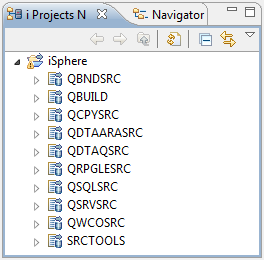 i Projects N
Navigator
iSphere
QBNDSRC
QBUILD
QCPYSRC
QDTAARASRC
QDTAQSRC
QRPGLESRC
QSQLSRC
QSRVSRC
QWCOSRC
SRCTOOLS